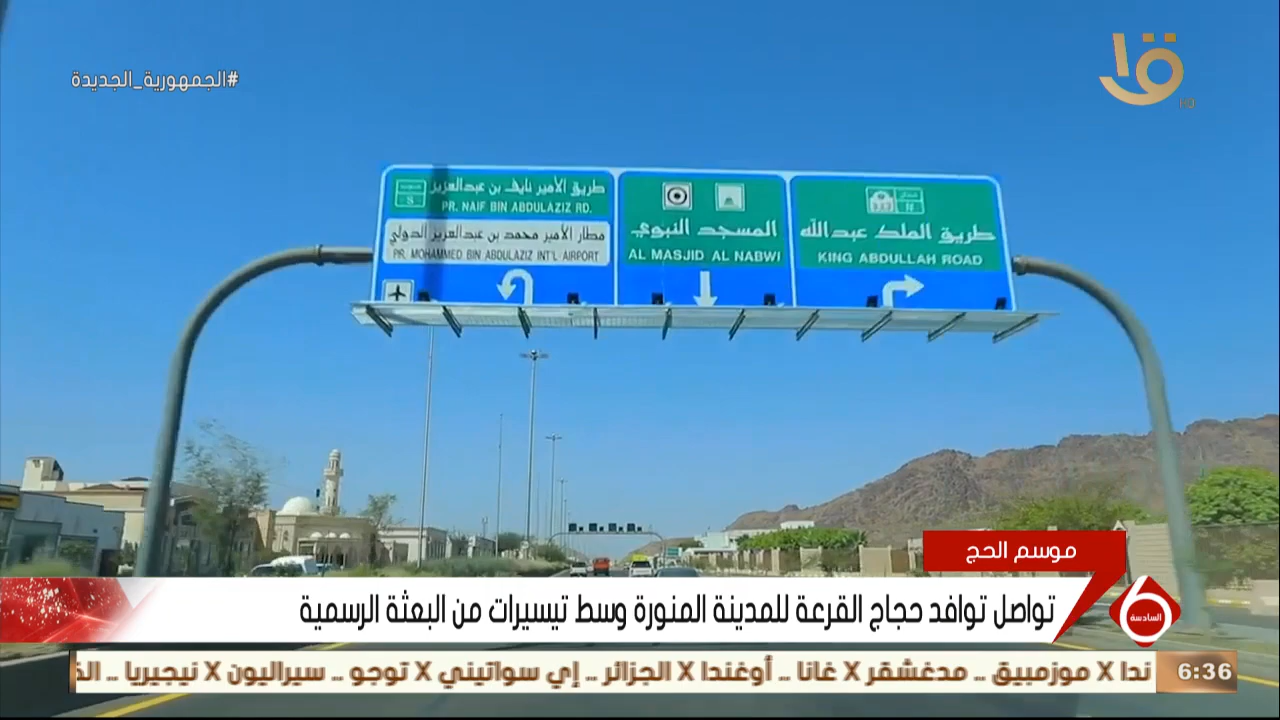 #الجمهورية_الجديدة
طريق الأمير نايف بن عبدالعزيز
PR. NAIF BIN ABDULAZIZ RD.
مطار الأمير محمد بن عبدالعزيز الدولي
PR. MOHAMMED BIN ABDULAZIZ INT'L AIRPORT
المسجد النبوي
AL MASJID AL NABWI
طريق الملك عبدالله
KING ABDULLAH ROAD
موسم الحج
السادسة
تواصل توافد حجاج القرعة للمدينة المنورة وسط تيسيرات من البعثة الرسمية
ندا X موزمبيق .. مدغشقر X غانا .. أوغندا X الجزائر .. إي سواتيني X توجو .. سيراليون X نيجيريا ..
6:36